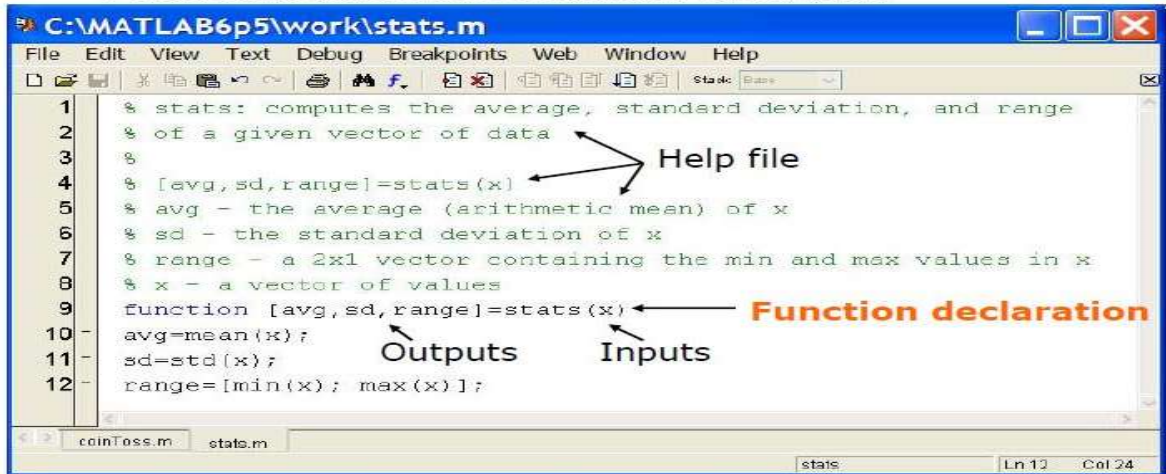 C:\MATLAB6p5\work\stats.m
File Edit View Text Debug Breakpoints Web Window Help
Stack: Base
1 % stats: computes the average, standard deviation, and range
2 % of a given vector of data
3 %
Help file
4 % [avg,sd,range]=stats(x)
5 % avg - the average (arithmetic mean) of x
6 % sd - the standard deviation of x
7 % range - a 2x1 vector containing the min and max values in x
8 % x - a vector of values
9 function [avg,sd,range]=stats(x)
Function declaration
10 - avg=mean(x);
Outputs Inputs
11 - sd=std(x);
12 - range=[min(x); max(x)];
coinToss.m stats.m
stats Ln 12 Col 24